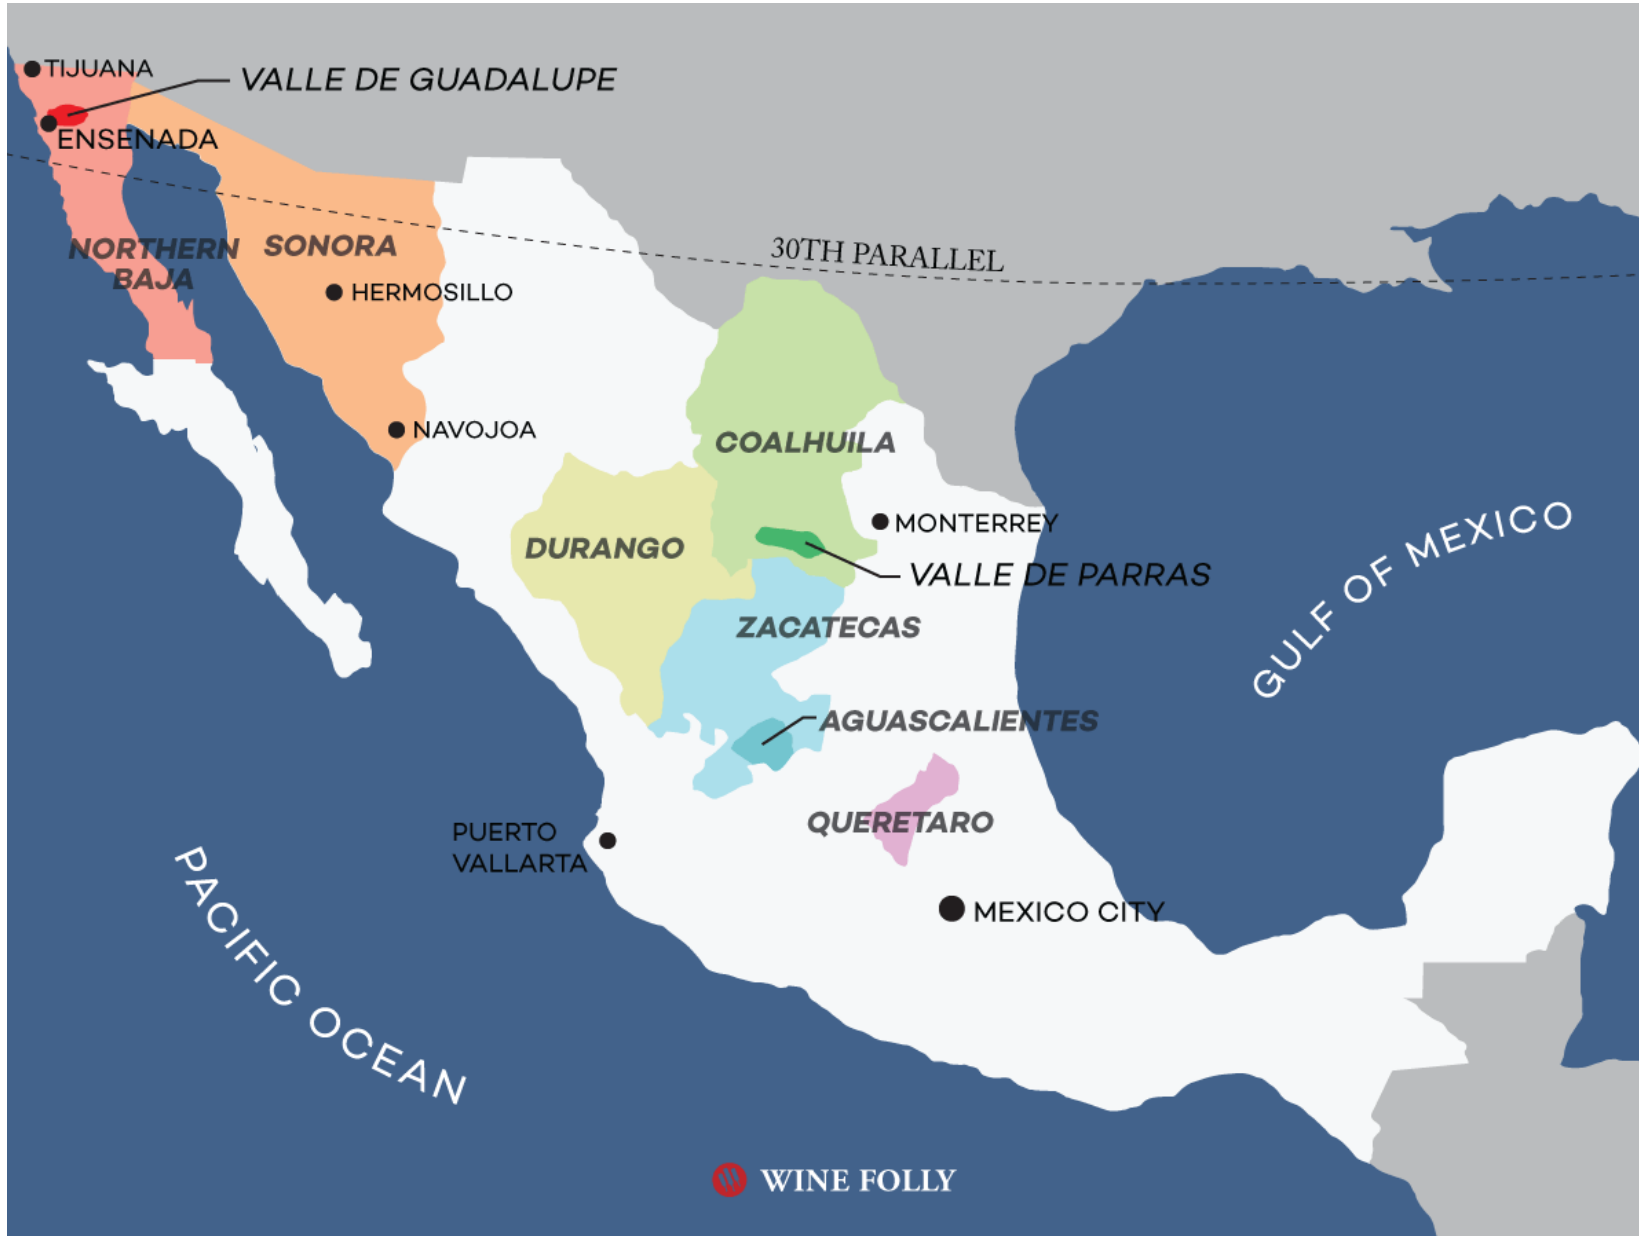 TIJUANA
VALLE DE GUADALUPE
ENSENADA
30TH PARALLEL
NORTHERN
BAJA
SONORA
HERMOSILLO
NAVOJOA
COALHUILA
MONTERREY
DURANGO
VALLE DE PARRAS
GULF OF MEXICO
ZACATECAS
AGUASCALIENTES
QUERETARO
PUERTO
VALLARTA
MEXICO CITY
PACIFIC OCEAN
WINE FOLLY